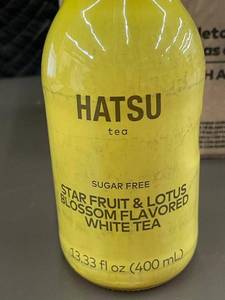 HATSU
tea
SUGAR FREE
STAR FRUIT & LOTUS
BLOSSOM FLAVORED
WHITE TEA
13.33 fl oz (400 mL)